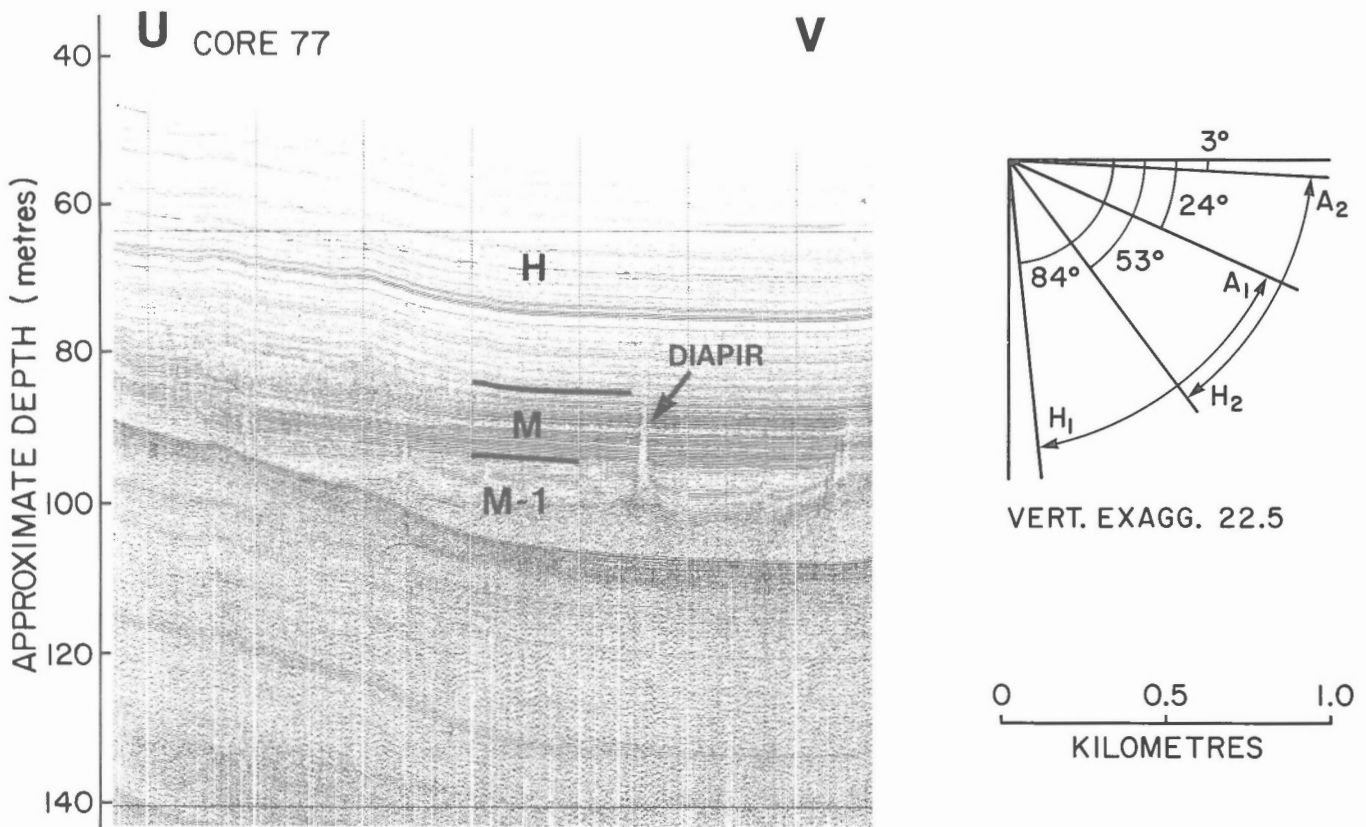 U CORE 77 V
APPROXIMATE DEPTH (metres)
40
60
80
100
120
140
H
DIAPIR
M
M-1
3°
24°
53°
84°
A2
A1
H2
H1
VERT. EXAGG. 22.5
0 0.5 1.0
KILOMETRES